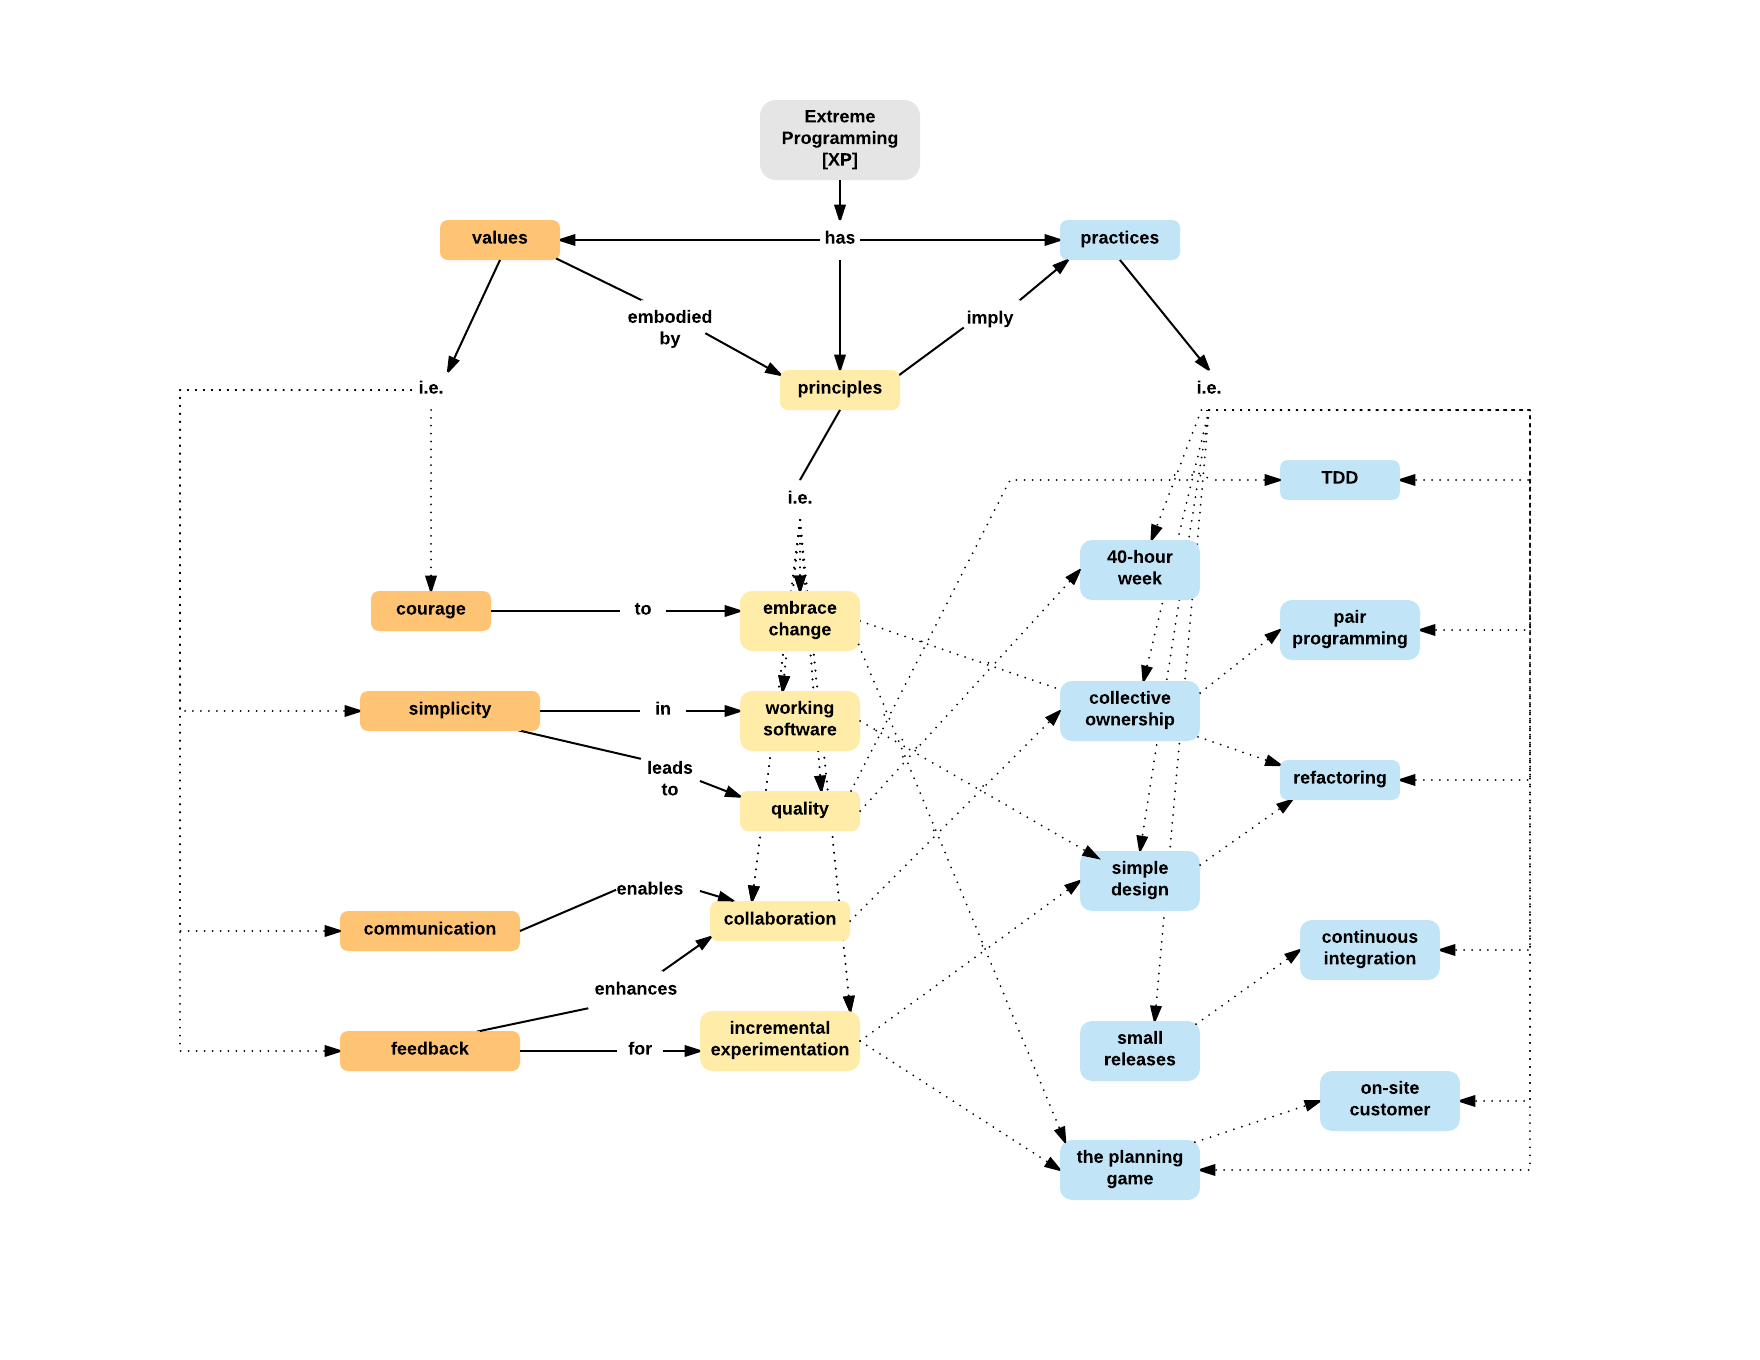 Extreme
Programming
[XP]
values
has
practices
embodied
by
imply
i.e.
principles
i.e.
i.e.
TDD
40-hour
week
courage
to
embrace
change
pair
programming
simplicity
in
working
software
collective
ownership
leads
to
quality
refactoring
enables
simple
design
communication
collaboration
continuous
integration
enhances
feedback
for
incremental
experimentation
small
releases
on-site
customer
the planning
game